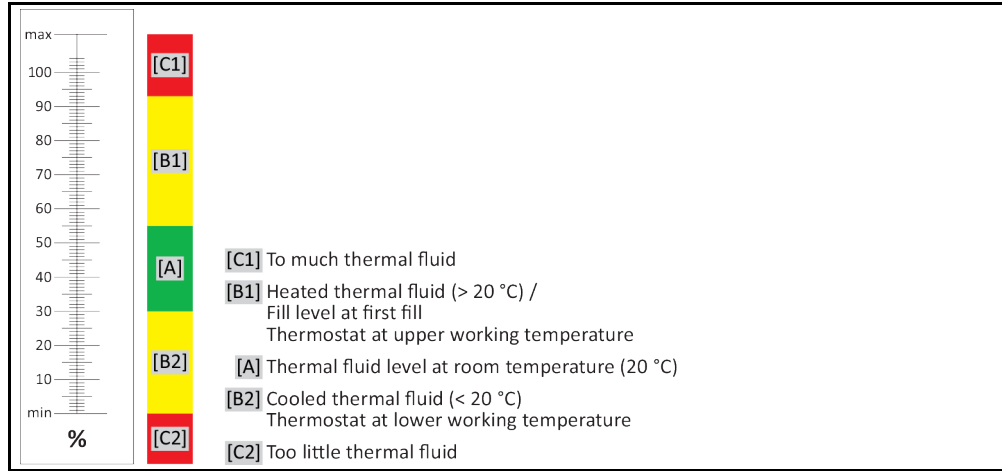 max
100
90
80
70
60
50
40
30
20
10
min
%
[C1]
[B1]
[A]
[B2]
[C2]
[C1] To much thermal fluid
[B1] Heated thermal fluid (> 20 °C) /
Fill level at first fill
Thermostat at upper working temperature
[A] Thermal fluid level at room temperature (20 °C)
[B2] Cooled thermal fluid (< 20 °C)
Thermostat at lower working temperature
[C2] Too little thermal fluid